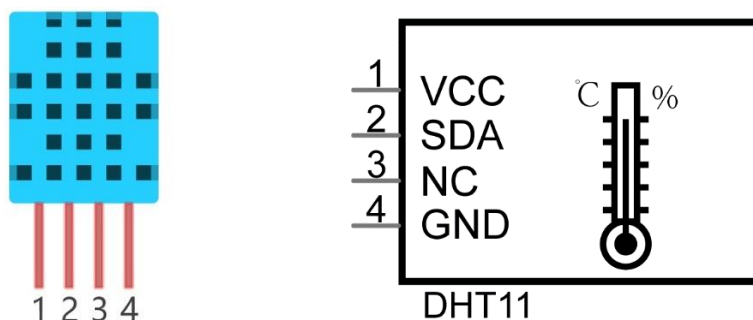 1 2 3 4
1 VCC
℃ %
2 SDA
3 NC
4 GND
DHT11